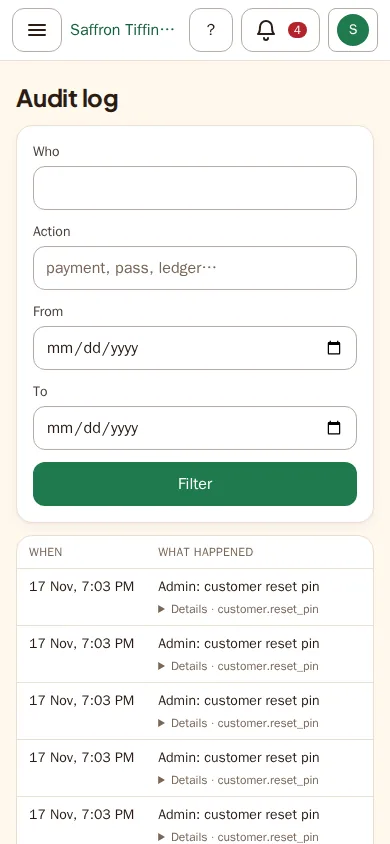 Saffron Tiffin···
?
4
S
Audit log
Who
Action
payment, pass, ledger···
From
mm/dd/yyyy
To
mm/dd/yyyy
Filter
WHEN WHAT HAPPENED
17 Nov, 7:03 PM Admin: customer reset pin
▶ Details · customer.reset_pin
17 Nov, 7:03 PM Admin: customer reset pin
▶ Details · customer.reset_pin
17 Nov, 7:03 PM Admin: customer reset pin
▶ Details · customer.reset_pin
17 Nov, 7:03 PM Admin: customer reset pin
▶ Details · customer.reset_pin
17 Nov, 7:03 PM Admin: customer reset pin
▶ Details · customer.reset_pin